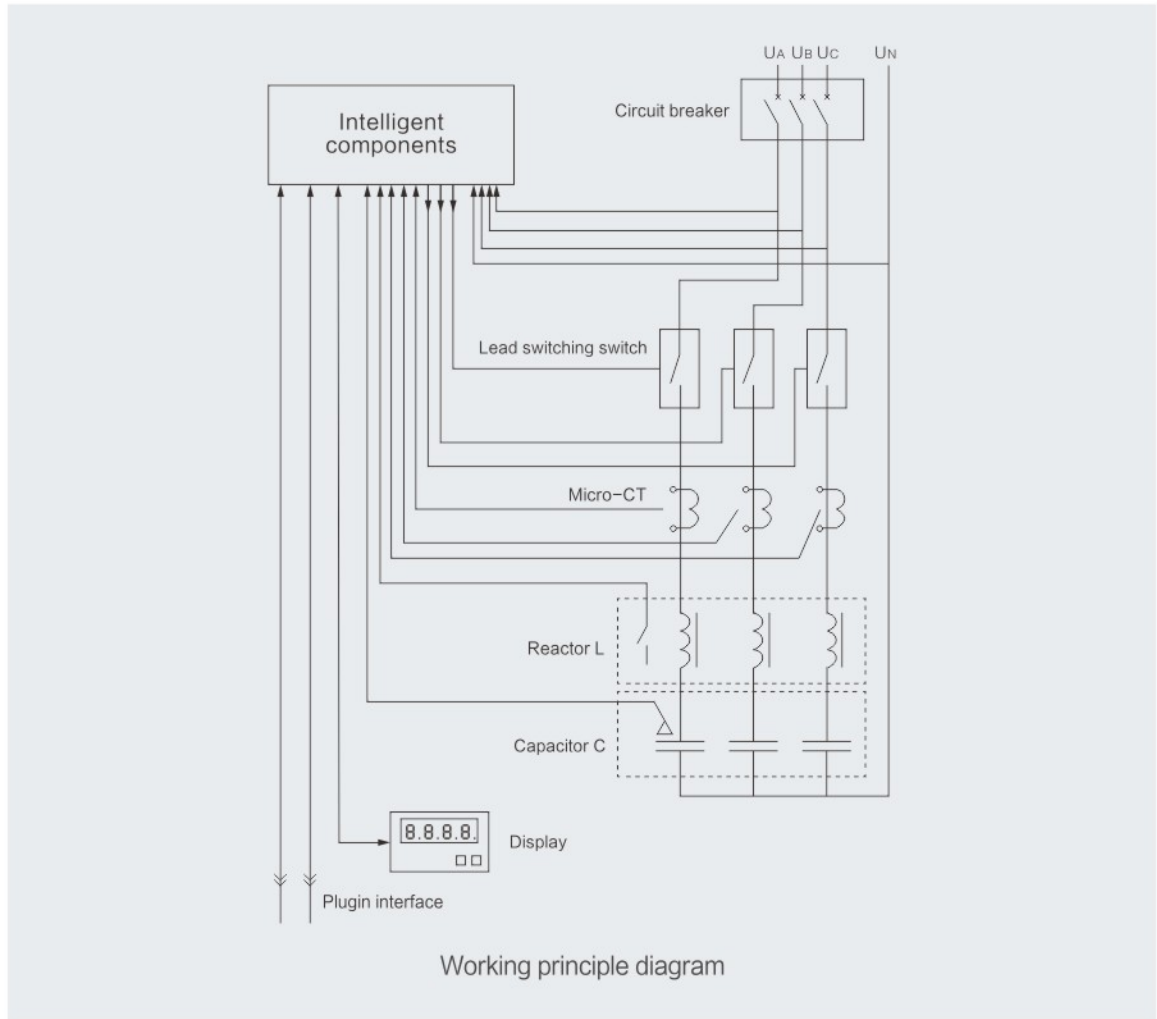 UA UB UC UN
Circuit breaker
Intelligent
components
Lead switching switch
Micro-CT
Reactor L
Capacitor C
8.8.8.8.
Display
Plugin interface
Working principle diagram